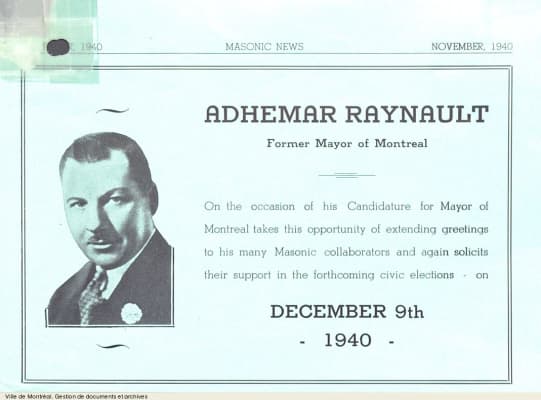 1940 MASONIC NEWS NOVEMBER, 1940
ADHEMAR RAYNAULT
Former Mayor of Montreal
On the occasion of his Candidature for Mayor of
Montreal takes this opportunity of extending greetings
to his many Masonic collaborators and again solicits
their support in the forthcoming civic elections - on
DECEMBER 9th
- 1940 -
Ville de Montréal. Gestion de documents et archives